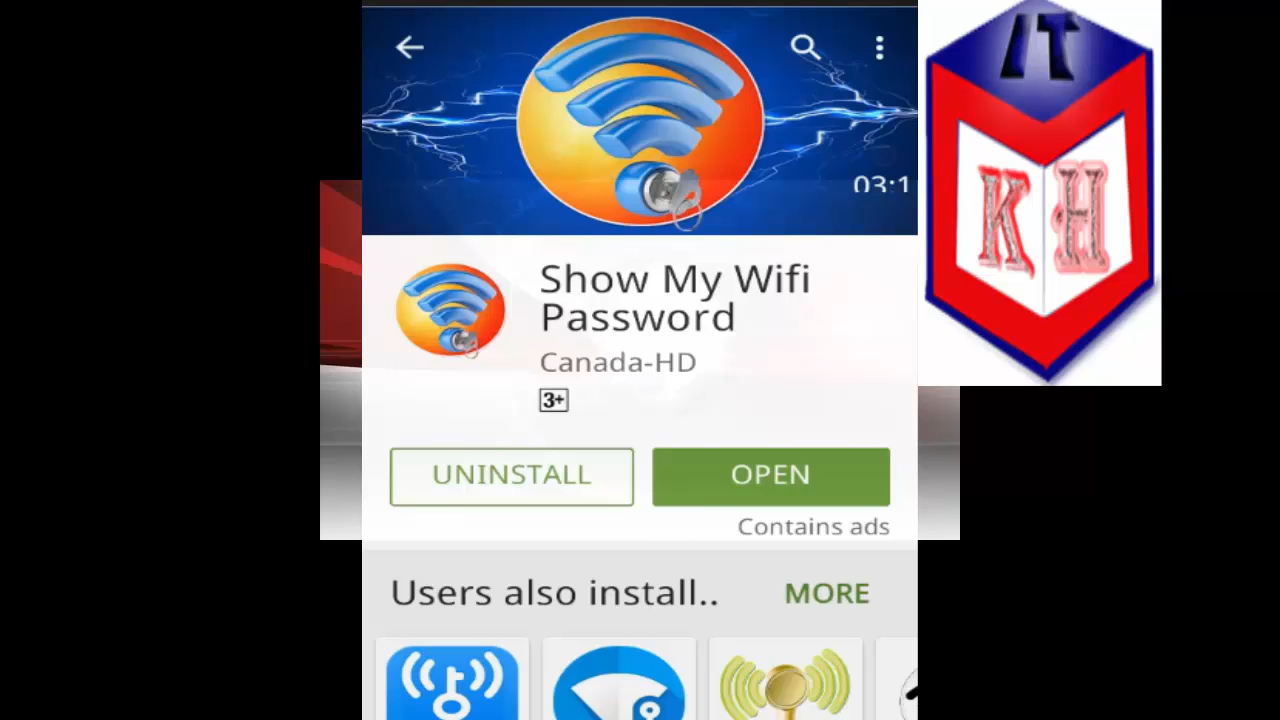 IT
K H
03:1
Show My Wifi
Password
Canada-HD
3+
UNINSTALL
OPEN
Contains ads
Users also install..
MORE